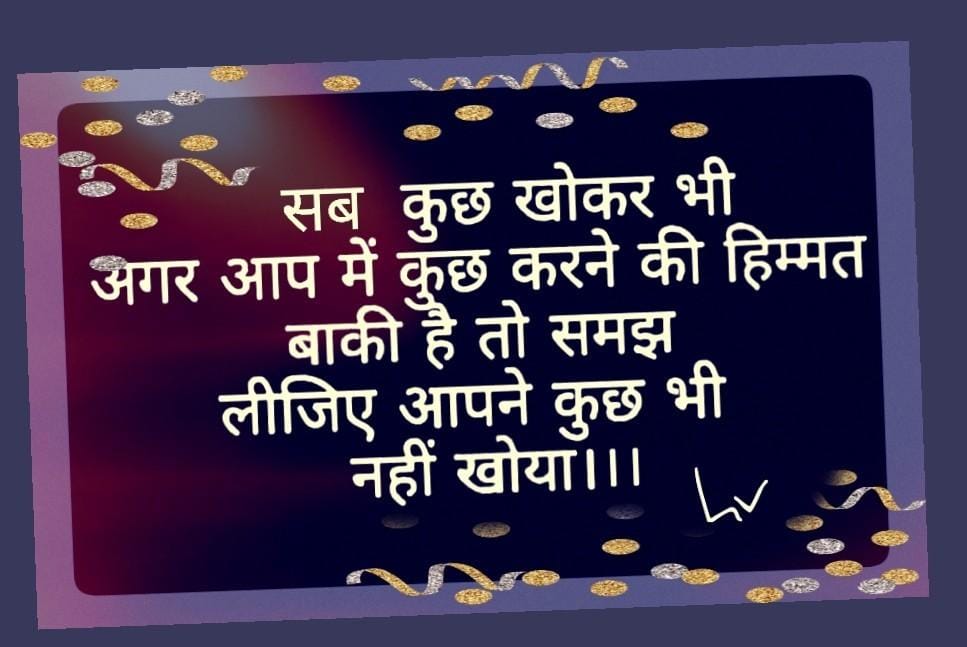 सब कुछ खोकर भी
अगर आप में कुछ करने की हिम्मत
बाकी है तो समझ
लीजिए आपने कुछ भी
नहीं खोया।।।